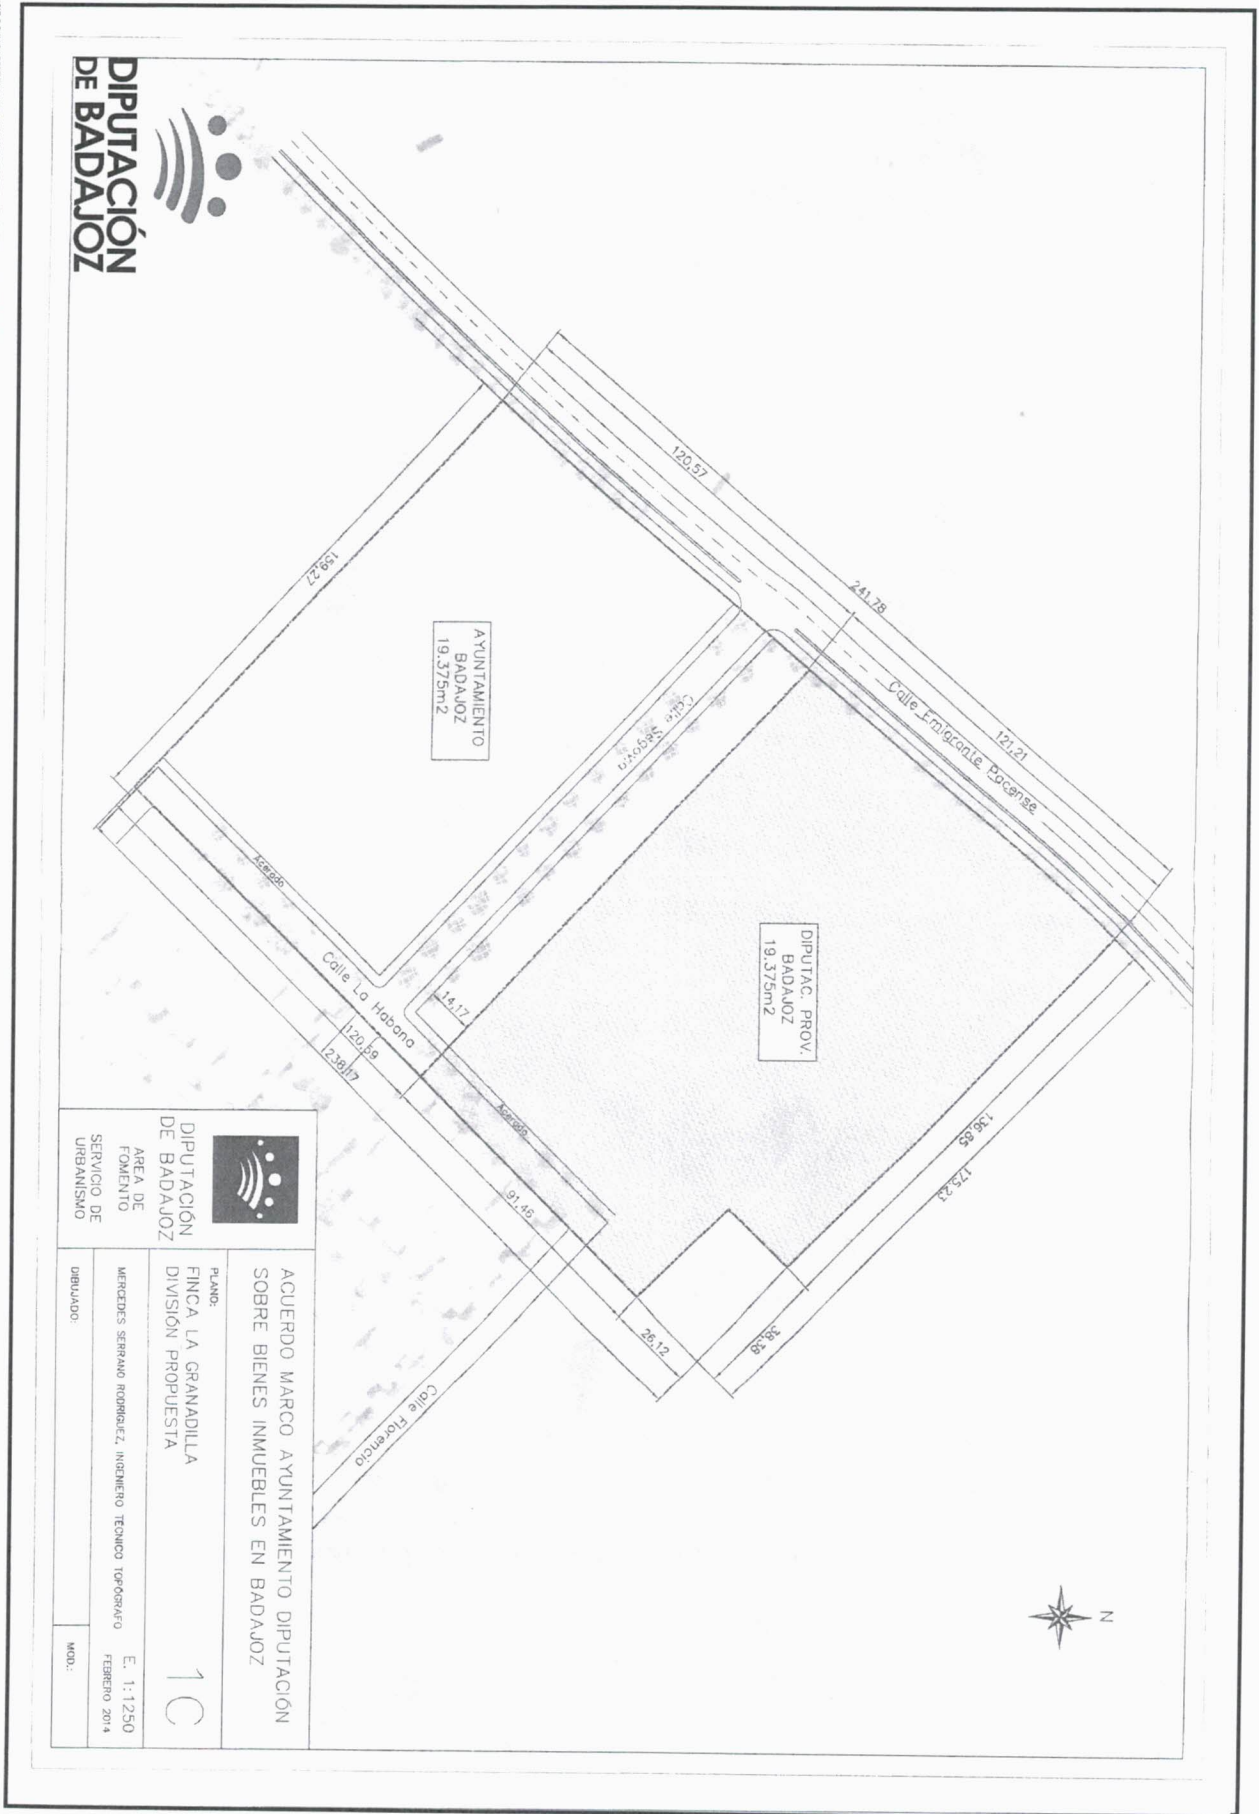 DIPUTACIÓN
DE BADAJOZ
120,57
241,78
121,21
Calle Emigrante Pacense
159,27
AYUNTAMIENTO
BADAJOZ
19.375m2
Calle Segovia
DIPUTAC. PROV.
BADAJOZ
19.375m2
Acerado
Calle La Habana
14,17
120,59
238,17
Acerado
91,46
136,85
175,23
38,38
26,12
Calle Florencia
N
DIPUTACIÓN
DE BADAJOZ
AREA DE
FOMENTO
SERVICIO DE
URBANISMO
ACUERDO MARCO AYUNTAMIENTO DIPUTACIÓN
SOBRE BIENES INMUEBLES EN BADAJOZ
PLANO:
FINCA LA GRANADILLA
DIVISIÓN PROPUESTA
1C
MERCEDES SERRANO RODRÍGUEZ, INGENIERO TÉCNICO TOPÓGRAFO
E. 1:1250
FEBRERO 2014
DIBUJADO:
MOD.: